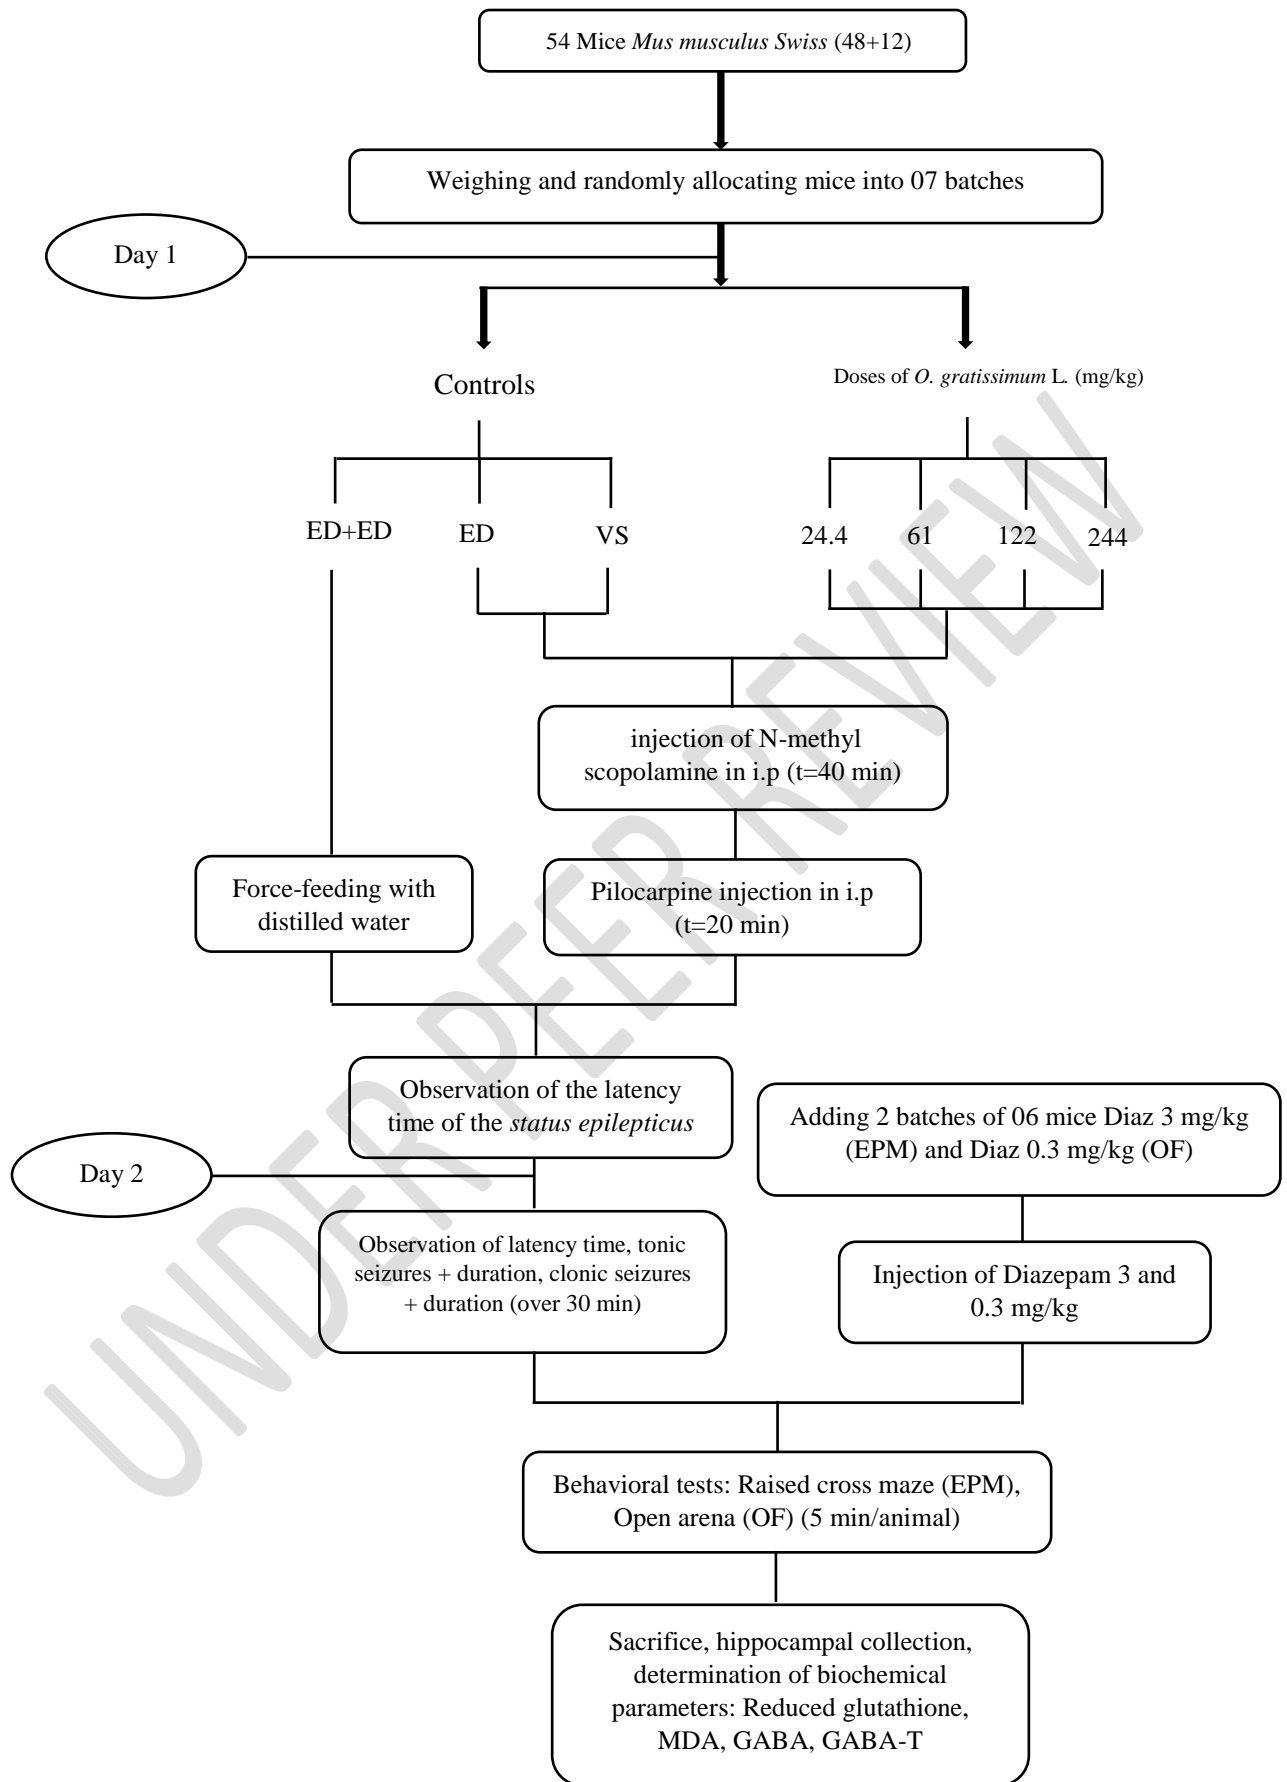 54 Mice Mus musculus Swiss (48+12)
Weighing and randomly allocating mice into 07 batches
Day 1
Controls
Doses of O. gratissimum L. (mg/kg)
ED+ED
ED
VS
24.4
61
122
244
injection of N-methyl
scopolamine in i.p (t=40 min)
Force-feeding with
distilled water
Pilocarpine injection in i.p
(t=20 min)
Observation of the latency
time of the status epilepticus
Adding 2 batches of 06 mice Diaz 3 mg/kg
(EPM) and Diaz 0.3 mg/kg (OF)
Day 2
Observation of latency time, tonic
seizures + duration, clonic seizures
+ duration (over 30 min)
Injection of Diazepam 3 and
0.3 mg/kg
Behavioral tests: Raised cross maze (EPM),
Open arena (OF) (5 min/animal)
Sacrifice, hippocampal collection,
determination of biochemical
parameters: Reduced glutathione,
MDA, GABA, GABA-T
UNDER PEER REVIEW